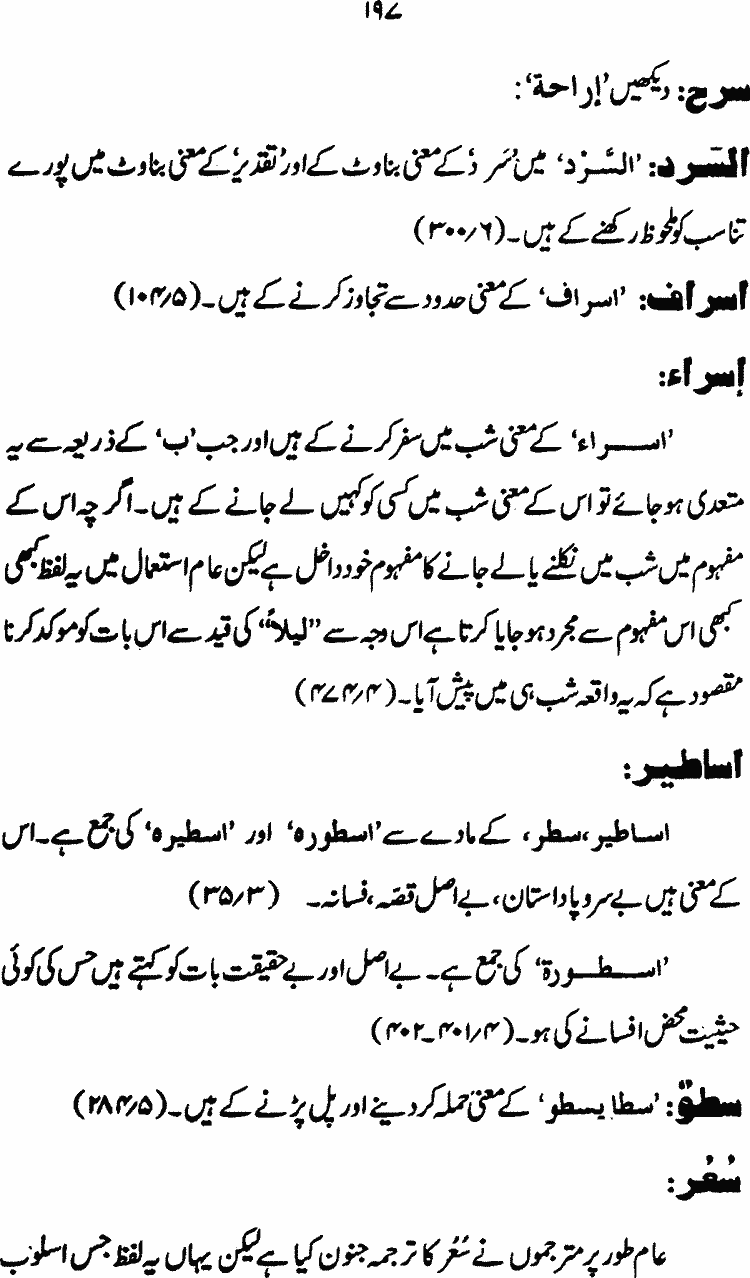 ۱۹۷
سرح: دیکھیں ’إراحة‘:
السّرد: ’السَّرْد‘ میں ’سَرد‘ کے معنی بناوٹ کے اور ’تقدیر‘ کے معنی بناوٹ میں پورے
تناسب کو ملحوظ رکھنے کے ہیں۔ (۳۰۰/۶)
اسراف: ’اسراف‘ کے معنی حدود سے تجاوز کرنے کے ہیں۔ (۱۰۴/۵)
إسراء:
’اسراء‘ کے معنی شب میں سفر کرنے کے ہیں اور جب ’ب‘ کے ذریعہ سے یہ
متعدی ہو جائے تو اس کے معنی شب میں کسی کو کہیں لے جانے کے ہیں۔ اگر چہ اس کے
مفہوم میں شب میں نکلنے یا لے جانے کا مفہوم خود داخل ہے لیکن عام استعمال میں یہ لفظ کبھی
کبھی اس مفہوم سے مجرد ہو جایا کرتا ہے اس وجہ سے ”لیلاً“ کی قید سے اس بات کو موکد کرنا
مقصود ہے کہ یہ واقعہ شب ہی میں پیش آیا۔ (۴۷۴/۴)
اساطیر:
اساطیر، سطر، کے مادے سے ’اسطورہ‘ اور ’اسطیرہ‘ کی جمع ہے۔ اس
کے معنی ہیں بے سروپا داستان، بے اصل قصّہ، فسانہ۔ (۳۵/۳)
’اسطورة‘ کی جمع ہے۔ بے اصل اور بے حقیقت بات کو کہتے ہیں جس کی کوئی
حیثیت محض افسانے کی ہو۔ (۴۰۱/۴۔۴۰۲)
سطوٌ: ’سطا یسطو‘ کے معنی حملہ کر دینے اور پل پڑنے کے ہیں۔ (۲۸۴/۵)
سُعُر:
عام طور پر مترجموں نے سُعُر کا ترجمہ جنون کیا ہے لیکن یہاں یہ لفظ جس اسلوب